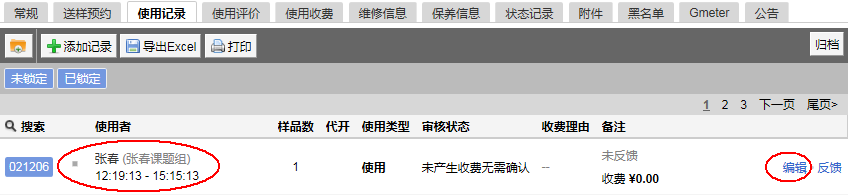 常规 送样预约 使用记录 使用评价 使用收费 维修信息 保养信息 状态记录 附件 黑名单 Gmeter 公告
添加记录 导出Excel 打印 归档
未锁定 已锁定
1 2 3 下一页 尾页>
搜索 使用者 样品数 代开 使用类型 审核状态 收费理由 备注
021206 张春 (张春课题组) 1 使用 未产生收费无需确认 -- 未反馈 编辑 反馈
12:19:13 - 15:15:13 收费 ¥0.00